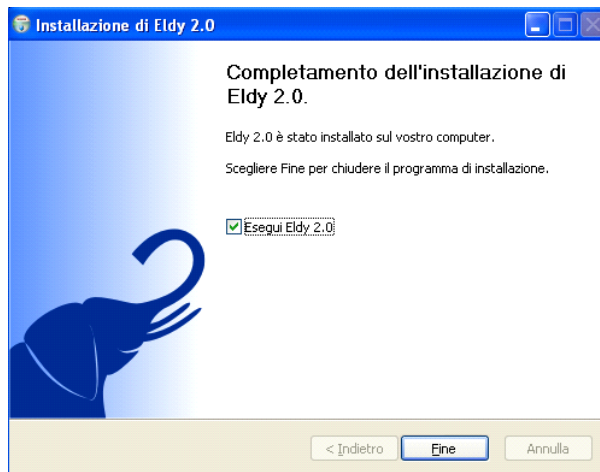 Installazione di Eldy 2.0
Completamento dell'installazione di
Eldy 2.0.
Eldy 2.0 è stato installato sul vostro computer.
Scegliere Fine per chiudere il programma di installazione.
Esegui Eldy 2.0
< Indietro
Fine
Annulla